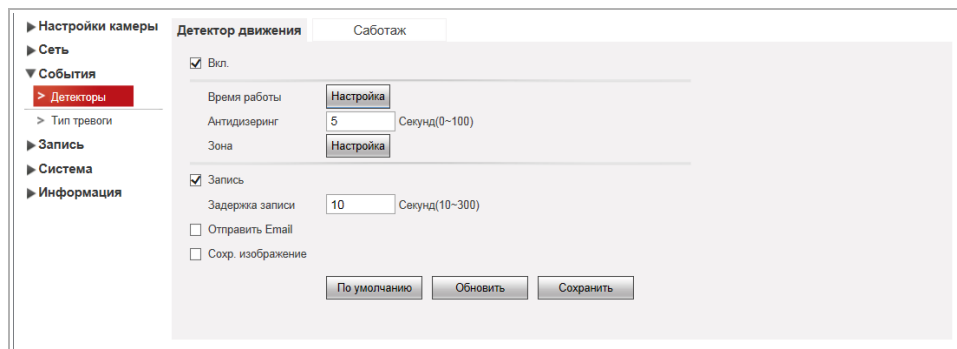 Настройки камеры
Сеть
События
> Детекторы
> Тип тревоги
Запись
Система
Информация
Детектор движения Саботаж
Вкл.
Время работы Настройка
Антидизеринг 5 Секунд(0~100)
Зона Настройка
Запись
Задержка записи 10 Секунд(10~300)
Отправить Email
Сохр. изображение
По умолчанию Обновить Сохранить